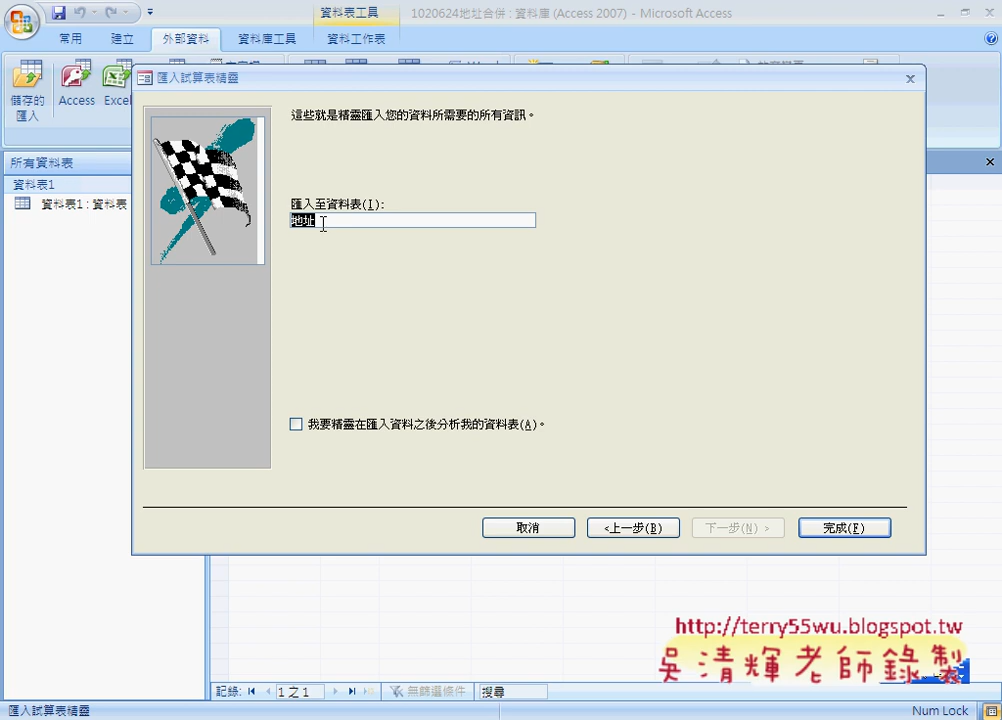 資料表工具
1020624地址合併 : 資料庫 (Access 2007) - Microsoft Access
常用
建立
外部資料
資料庫工具
資料工作表
儲存的
匯入
Access
Excel
匯入試算表精靈
這些就是精靈匯入您的資料所需要的所有資訊。
所有資料表
資料表1
資料表1 : 資料表
匯入至資料表(I):
地址
我要精靈在匯入資料之後分析我的資料表(A)。
取消
<上一步(B)
下一步(N) >
完成(F)
http://terry55wu.blogspot.tw
吳清輝老師錄製
記錄:
1 之 1
無篩選條件
搜尋
匯入試算表精靈
Num Lock